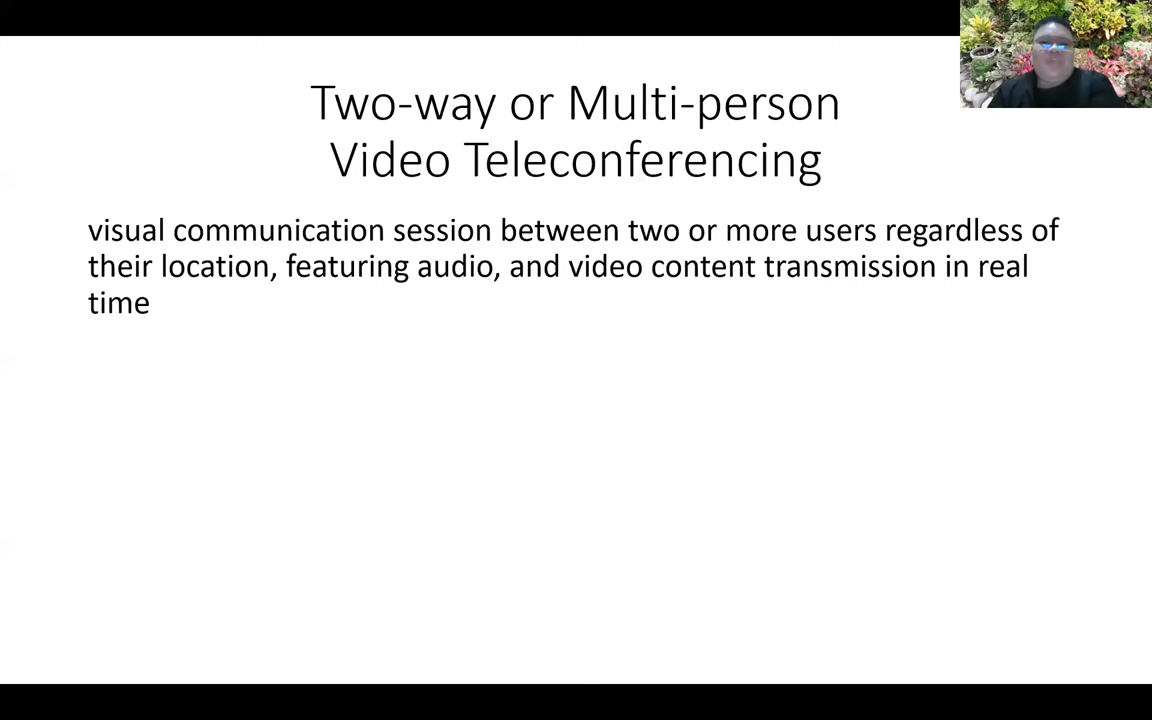 Two-way or Multi-person
Video Teleconferencing
visual communication session between two or more users regardless of
their location, featuring audio, and video content transmission in real
time